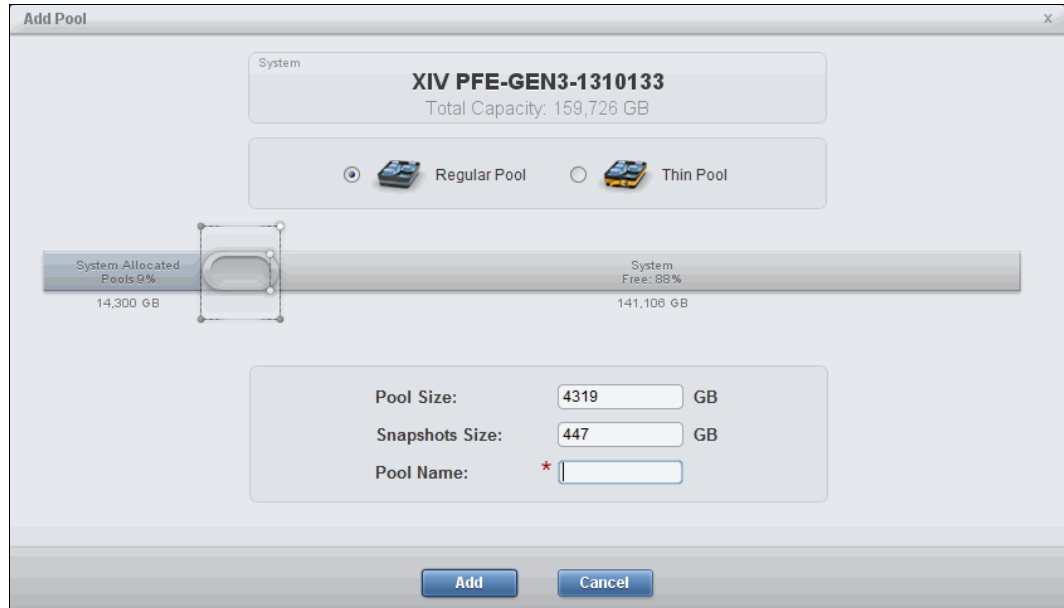 Add Pool
x
System
XIV PFE-GEN3-1310133
Total Capacity: 159,726 GB
Regular Pool
Thin Pool
System Allocated
Pools 9%
System
Free: 88%
14,300 GB
141,106 GB
Pool Size: 4319 GB
Snapshots Size: 447 GB
Pool Name: *
Add
Cancel